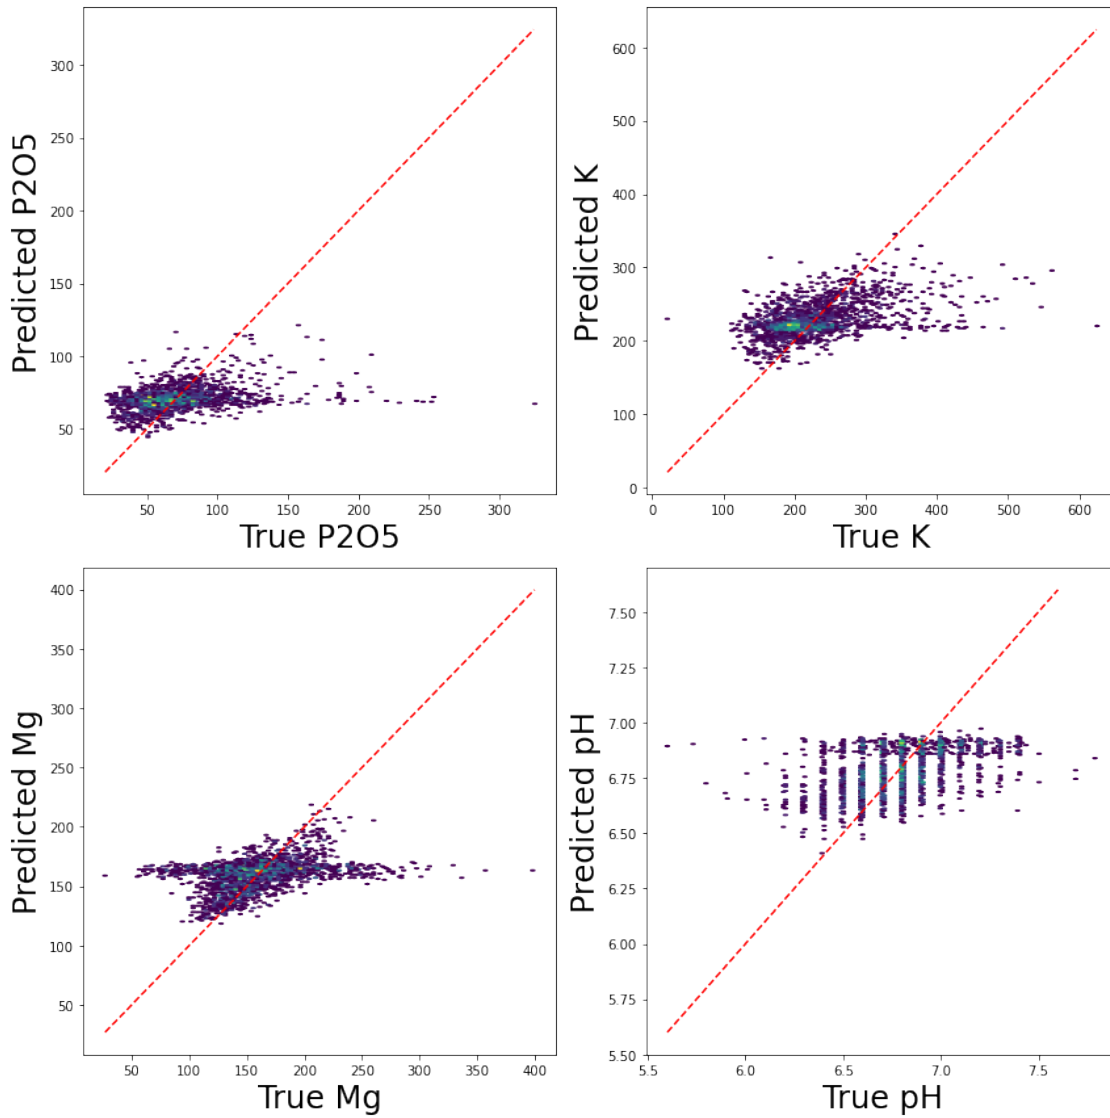 300
250
200
150
100
50
Predicted P2O5
50 100 150 200 250 300
True P2O5
600
500
400
300
200
100
0
Predicted K
0 100 200 300 400 500 600
True K
400
350
300
250
200
150
100
50
Predicted Mg
50 100 150 200 250 300 350 400
True Mg
7.50
7.25
7.00
6.75
6.50
6.25
6.00
5.75
5.50
Predicted pH
5.5 6.0 6.5 7.0 7.5
True pH